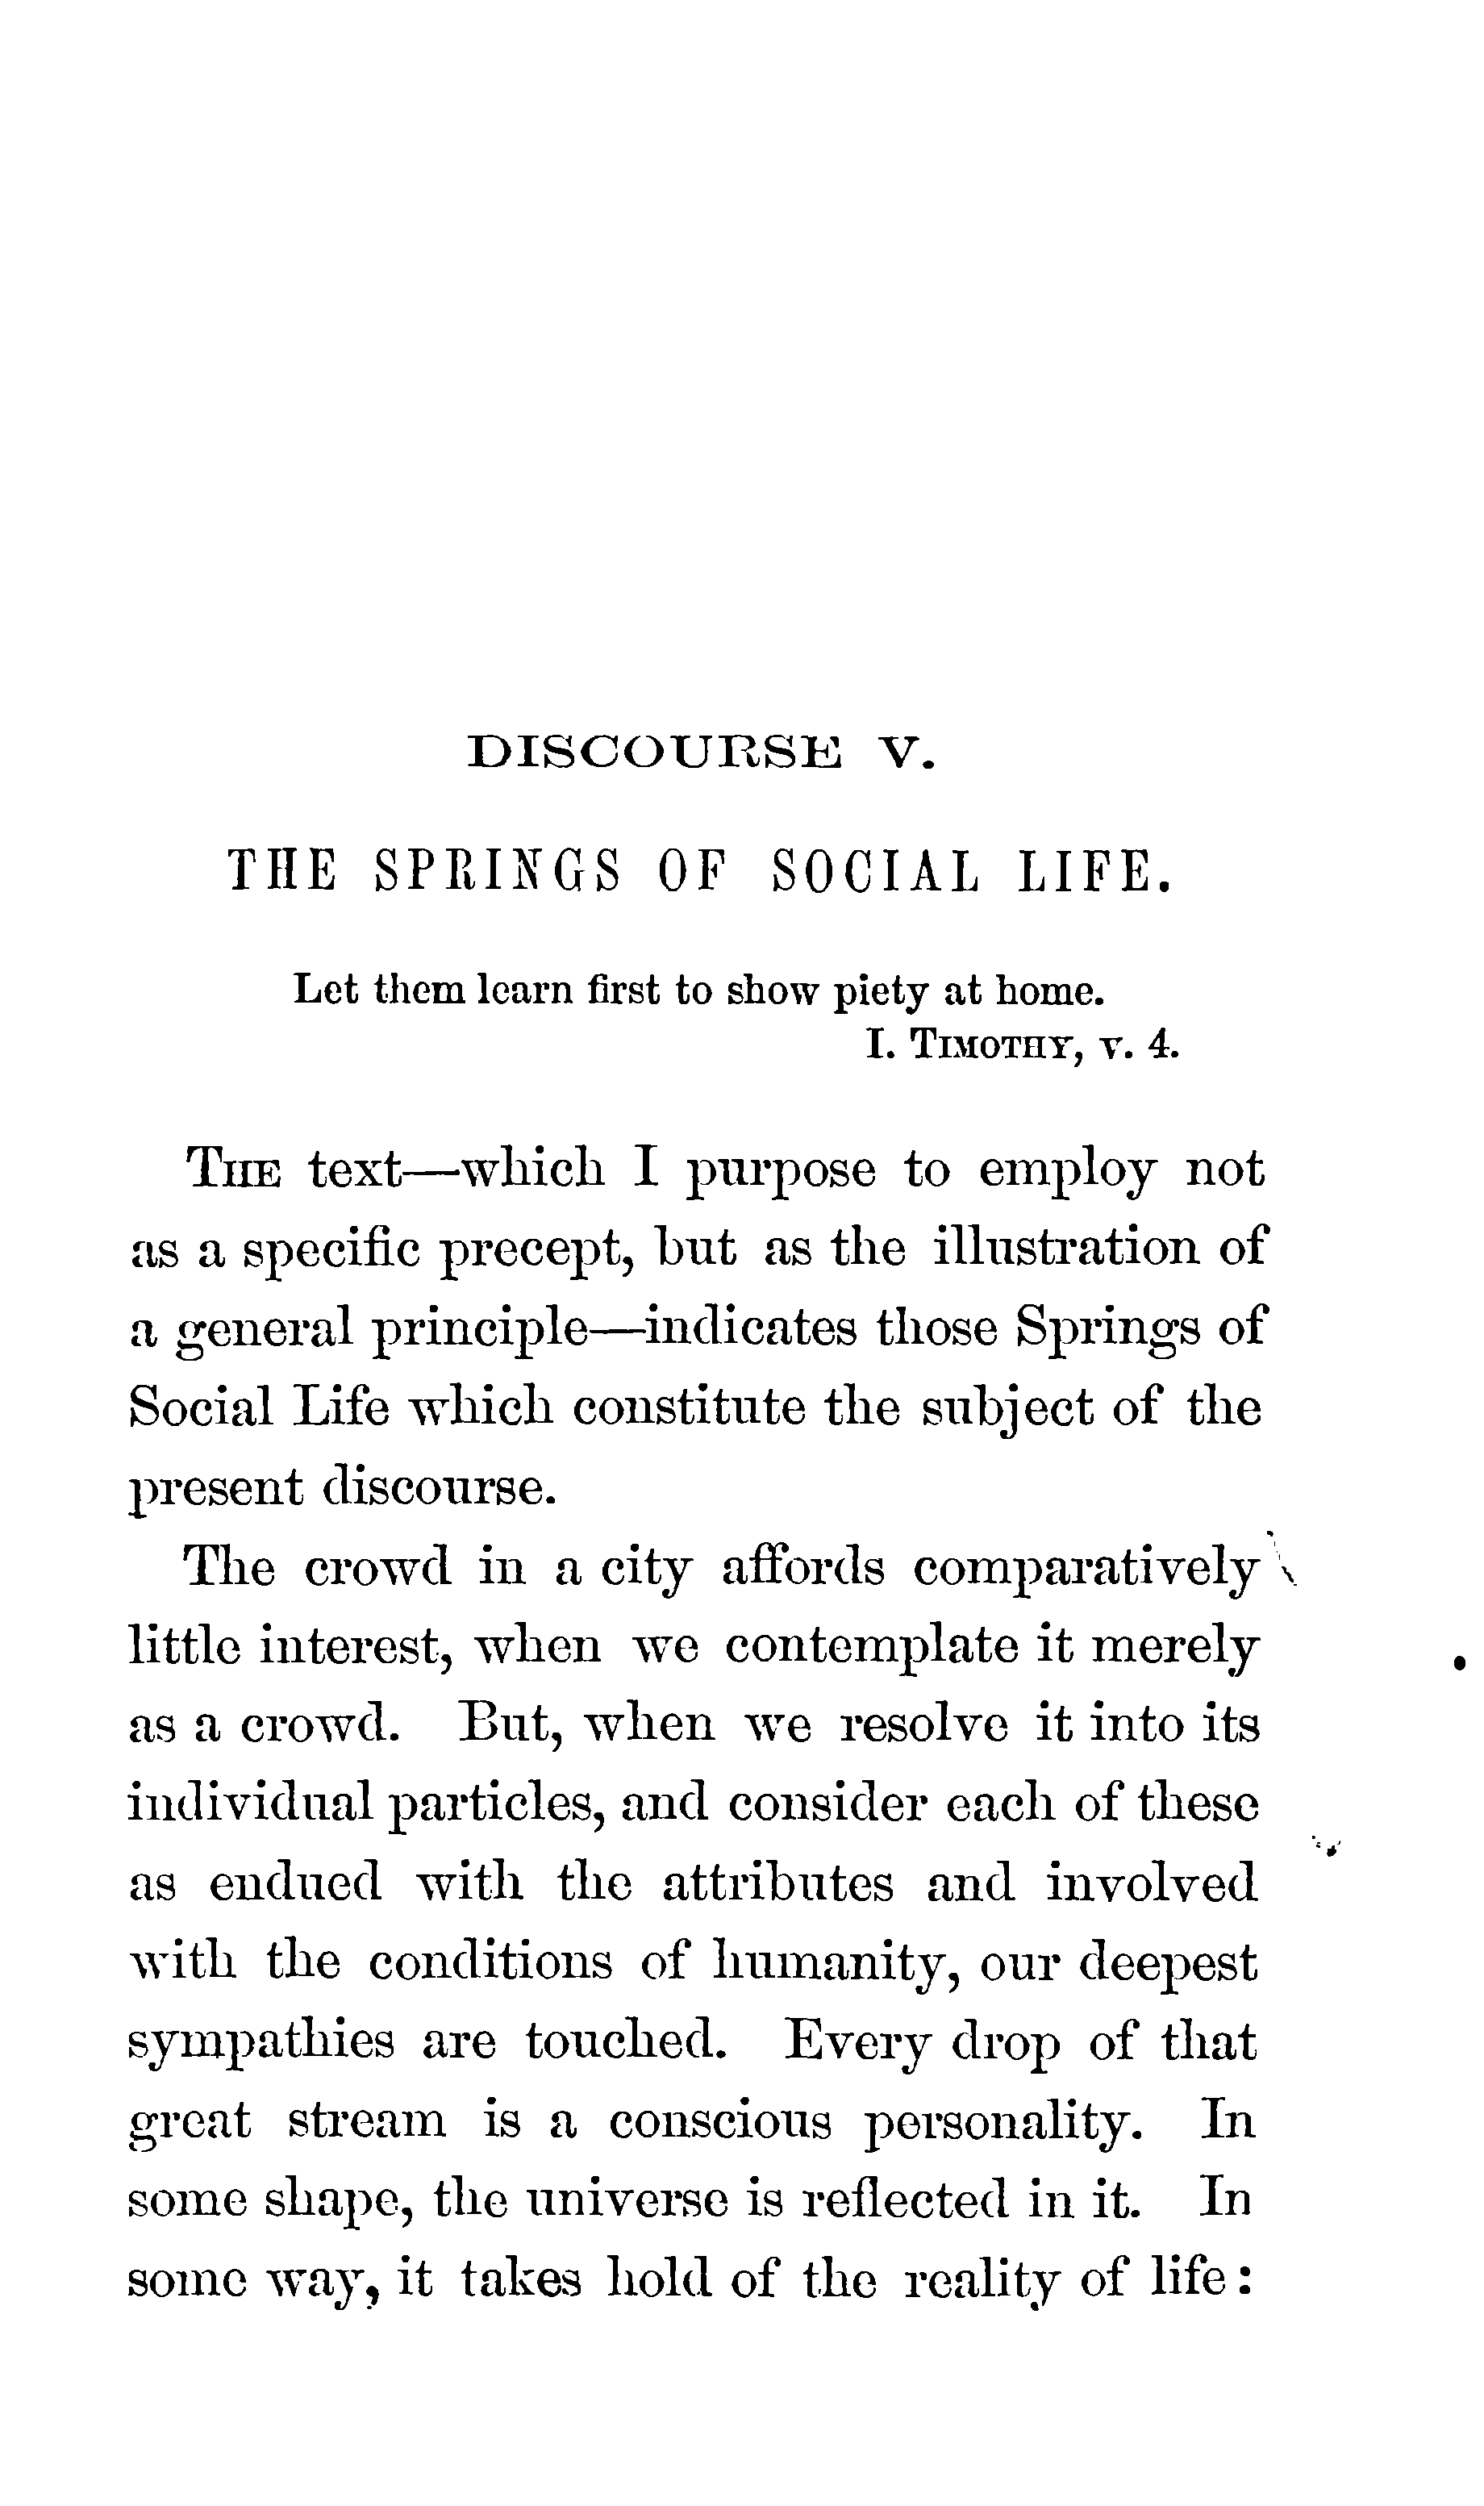 DISCOURSE V.
THE SPRINGS OF SOCIAL LIFE.
Let them learn first to show piety at home.
I. TIMOTHY, V. 4.
THE text—which I purpose to employ not
as a specific precept, but as the illustration of
a general principle—indicates those Springs of
Social Life which constitute the subject of the
present discourse.
The crowd in a city affords comparatively
little interest, when we contemplate it merely
as a crowd. But, when we resolve it into its
individual particles, and consider each of these
as endued with the attributes and involved
with the conditions of humanity, our deepest
sympathies are touched. Every drop of that
great stream is a conscious personality. In
some shape, the universe is reflected in it. In
some way, it takes hold of the reality of life: